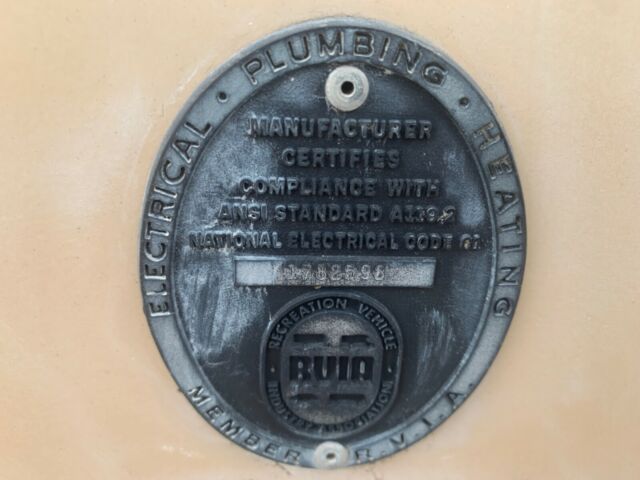 ELECTRICAL · PLUMBING · HEATING
MANUFACTURER
CERTIFIES
COMPLIANCE WITH
ANSI STANDARD A119.2
NATIONAL ELECTRICAL CODE
RECREATION VEHICLE
RVIA
INDUSTRY ASSOCIATION
MEMBER R.V.I.A.